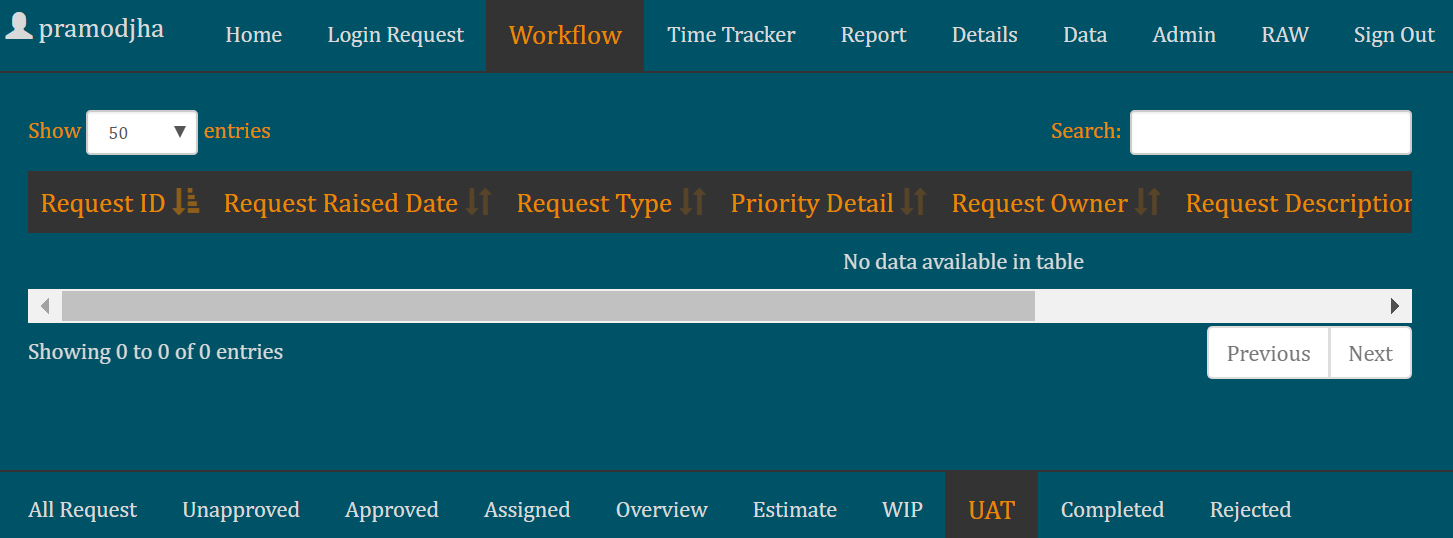 pramodjha Home Login Request Workflow Time Tracker Report Details Data Admin RAW Sign Out
Show 50 entries Search:
Request ID Request Raised Date Request Type Priority Detail Request Owner Request Description
No data available in table
Showing 0 to 0 of 0 entries Previous Next
All Request Unapproved Approved Assigned Overview Estimate WIP UAT Completed Rejected